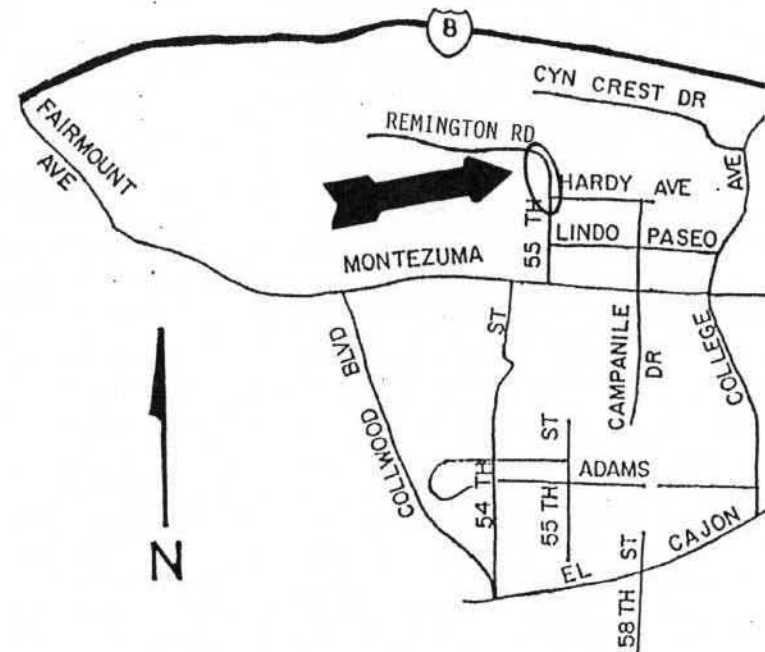 8
CYN CREST DR
FAIRMOUNT
AVE
REMINGTON RD
AVE
HARDY AVE
55 TH
LINDO PASEO
MONTEZUMA
ST
COLLWOOD BLVD
CAMPANILE
DR
COLLEGE
ST
54 TH
55 TH
ADAMS
EL CAJON
ST
58 TH
N